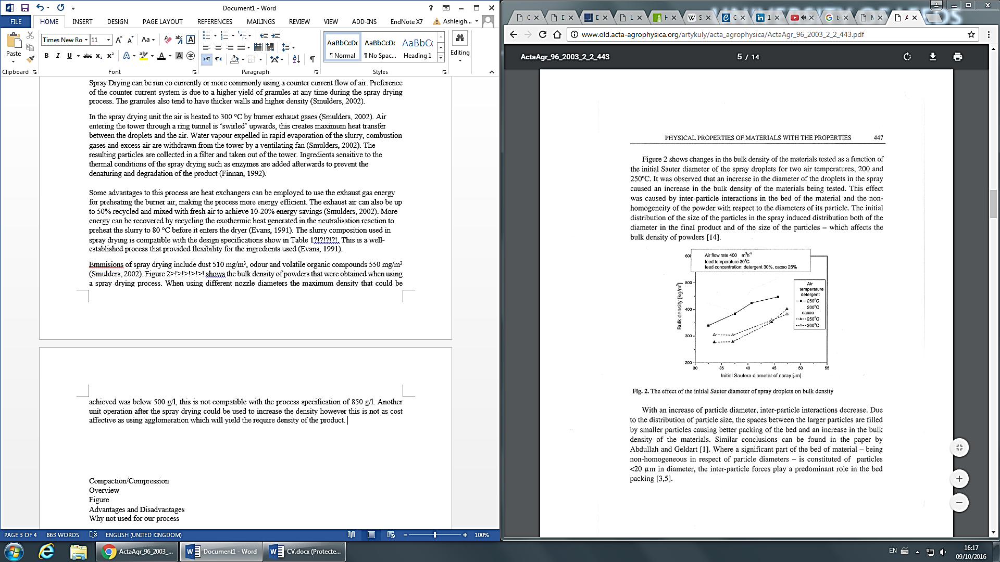 Document1 - Word
FILE HOME INSERT DESIGN PAGE LAYOUT REFERENCES MAILINGS REVIEW VIEW ADD-INS EndNote X7 Ashleigh...
Paste
Times New Ro 11
Clipboard Font Paragraph Styles
AaBbCcDc AaBbCcDc AaBbCc
¶ Normal ¶ No Spac... Heading 1
Editing
Spray Drying can be run co currently or more commonly using a counter current flow of air. Preference
of the counter current system is due to a higher yield of granules at any time during the spray drying
process. The granules also tend to have thicker walls and higher density (Smulders, 2002).
In the spray drying unit the air is heated to 300 °C by burner exhaust gases (Smulders, 2002). Air
entering the tower through a ring tunnel is ‘swirled’ upwards, this creates maximum heat transfer
between the droplets and the air. Water vapour expelled in rapid evaporation of the slurry, combustion
gases and excess air are withdrawn from the tower by a ventilating fan (Smulders, 2002). The
resulting particles are collected in a filter and taken out of the tower. Ingredients sensitive to the
thermal conditions of the spray drying such as enzymes are added afterwards to prevent the
denaturing and degradation of the product (Finnan, 1992).
Some advantages to this process are heat exchangers can be employed to use the exhaust gas energy
for preheating the burner air, making the process more energy efficient. The exhaust air can also be up
to 50% recycled and mixed with fresh air to achieve 10-20% energy savings (Smulders, 2002). More
energy can be recovered by recycling the exothermic heat generated in the neutralisation reaction to
preheat the slurry to 80 °C before it enters the dryer (Evans, 1991). The slurry composition used in
spray drying is compatible with the design specifications show in Table 1?!?!?!?!. This is a well-
established process that provided flexibility for the ingredients used (Evans, 1991).
Emmisions of spray drying include dust 510 mg/m³, odour and volatile organic compounds 550 mg/m³
(Smulders, 2002). Figure 2>!>!>!>!>! shows the bulk density of powders that were obtained when using
a spray drying process. When using different nozzle diameters the maximum density that could be
achieved was below 500 g/l, this is not compatible with the process specification of 850 g/l. Another
unit operation after the spray drying could be used to increase the density however this is not as cost
affective as using agglomeration which will yield the require density of the product.
Compaction/Compression
Overview
Figure
Advantages and Disadvantages
Why not used for our process
PAGE 3 OF 4 863 WORDS ENGLISH (UNITED KINGDOM) 100%
www.old.acta-agrophysica.org/artykuly/acta_agrophysica/ActaAgr_96_2003_2_2_443.pdf
ActaAgr_96_2003_2_2_443 5 / 14
PHYSICAL PROPERTIES OF MATERIALS WITH THE PROPERTIES 447
Figure 2 shows changes in the bulk density of the materials tested as a function of
the initial Sauter diameter of the spray droplets for two air temperatures, 200 and
250ºC. It was observed that an increase in the diameter of the droplets in the spray
caused an increase in the bulk density of the materials being tested. This effect
was caused by inter-particle interactions in the bed of the material and the non-
homogeneity of the powder with respect to the diameters of its particle. The initial
distribution of the size of the particles in the spray induced distribution both of the
diameter in the final product and of the size of the particles – which affects the
bulk density of powders [14].
Air flow rate 400 m³h⁻¹
feed temperature 30°C
feed concentration: detergent 30%, cacao 25%
Air
temperature
detergent
250°C
200°C
cacao
250°C
200°C
Bulk density [kg/m³]
600
500
400
300
200
30 35 40 45 50 55
Initial Sautera diameter of spray [µm]
Fig. 2. The effect of the initial Sauter diameter of spray droplets on bulk density
With an increase of particle diameter, inter-particle interactions decrease. Due
to the distribution of particle size, the spaces between the larger particles are filled
by smaller particles causing better packing of the bed and an increase in the bulk
density of the materials. Similar conclusions can be found in the paper by
Abdullah and Geldart [1]. Where a significant part of the bed of material – being
non-homogeneous in respect of particle diameters – is constituted of particles
<20 µm in diameter, the inter-particle forces play a predominant role in the bed
packing [3,5].
ActaAgr_96_2003_... Document1 - Word CV.docx (Protecte...
EN 16:17
09/10/2016